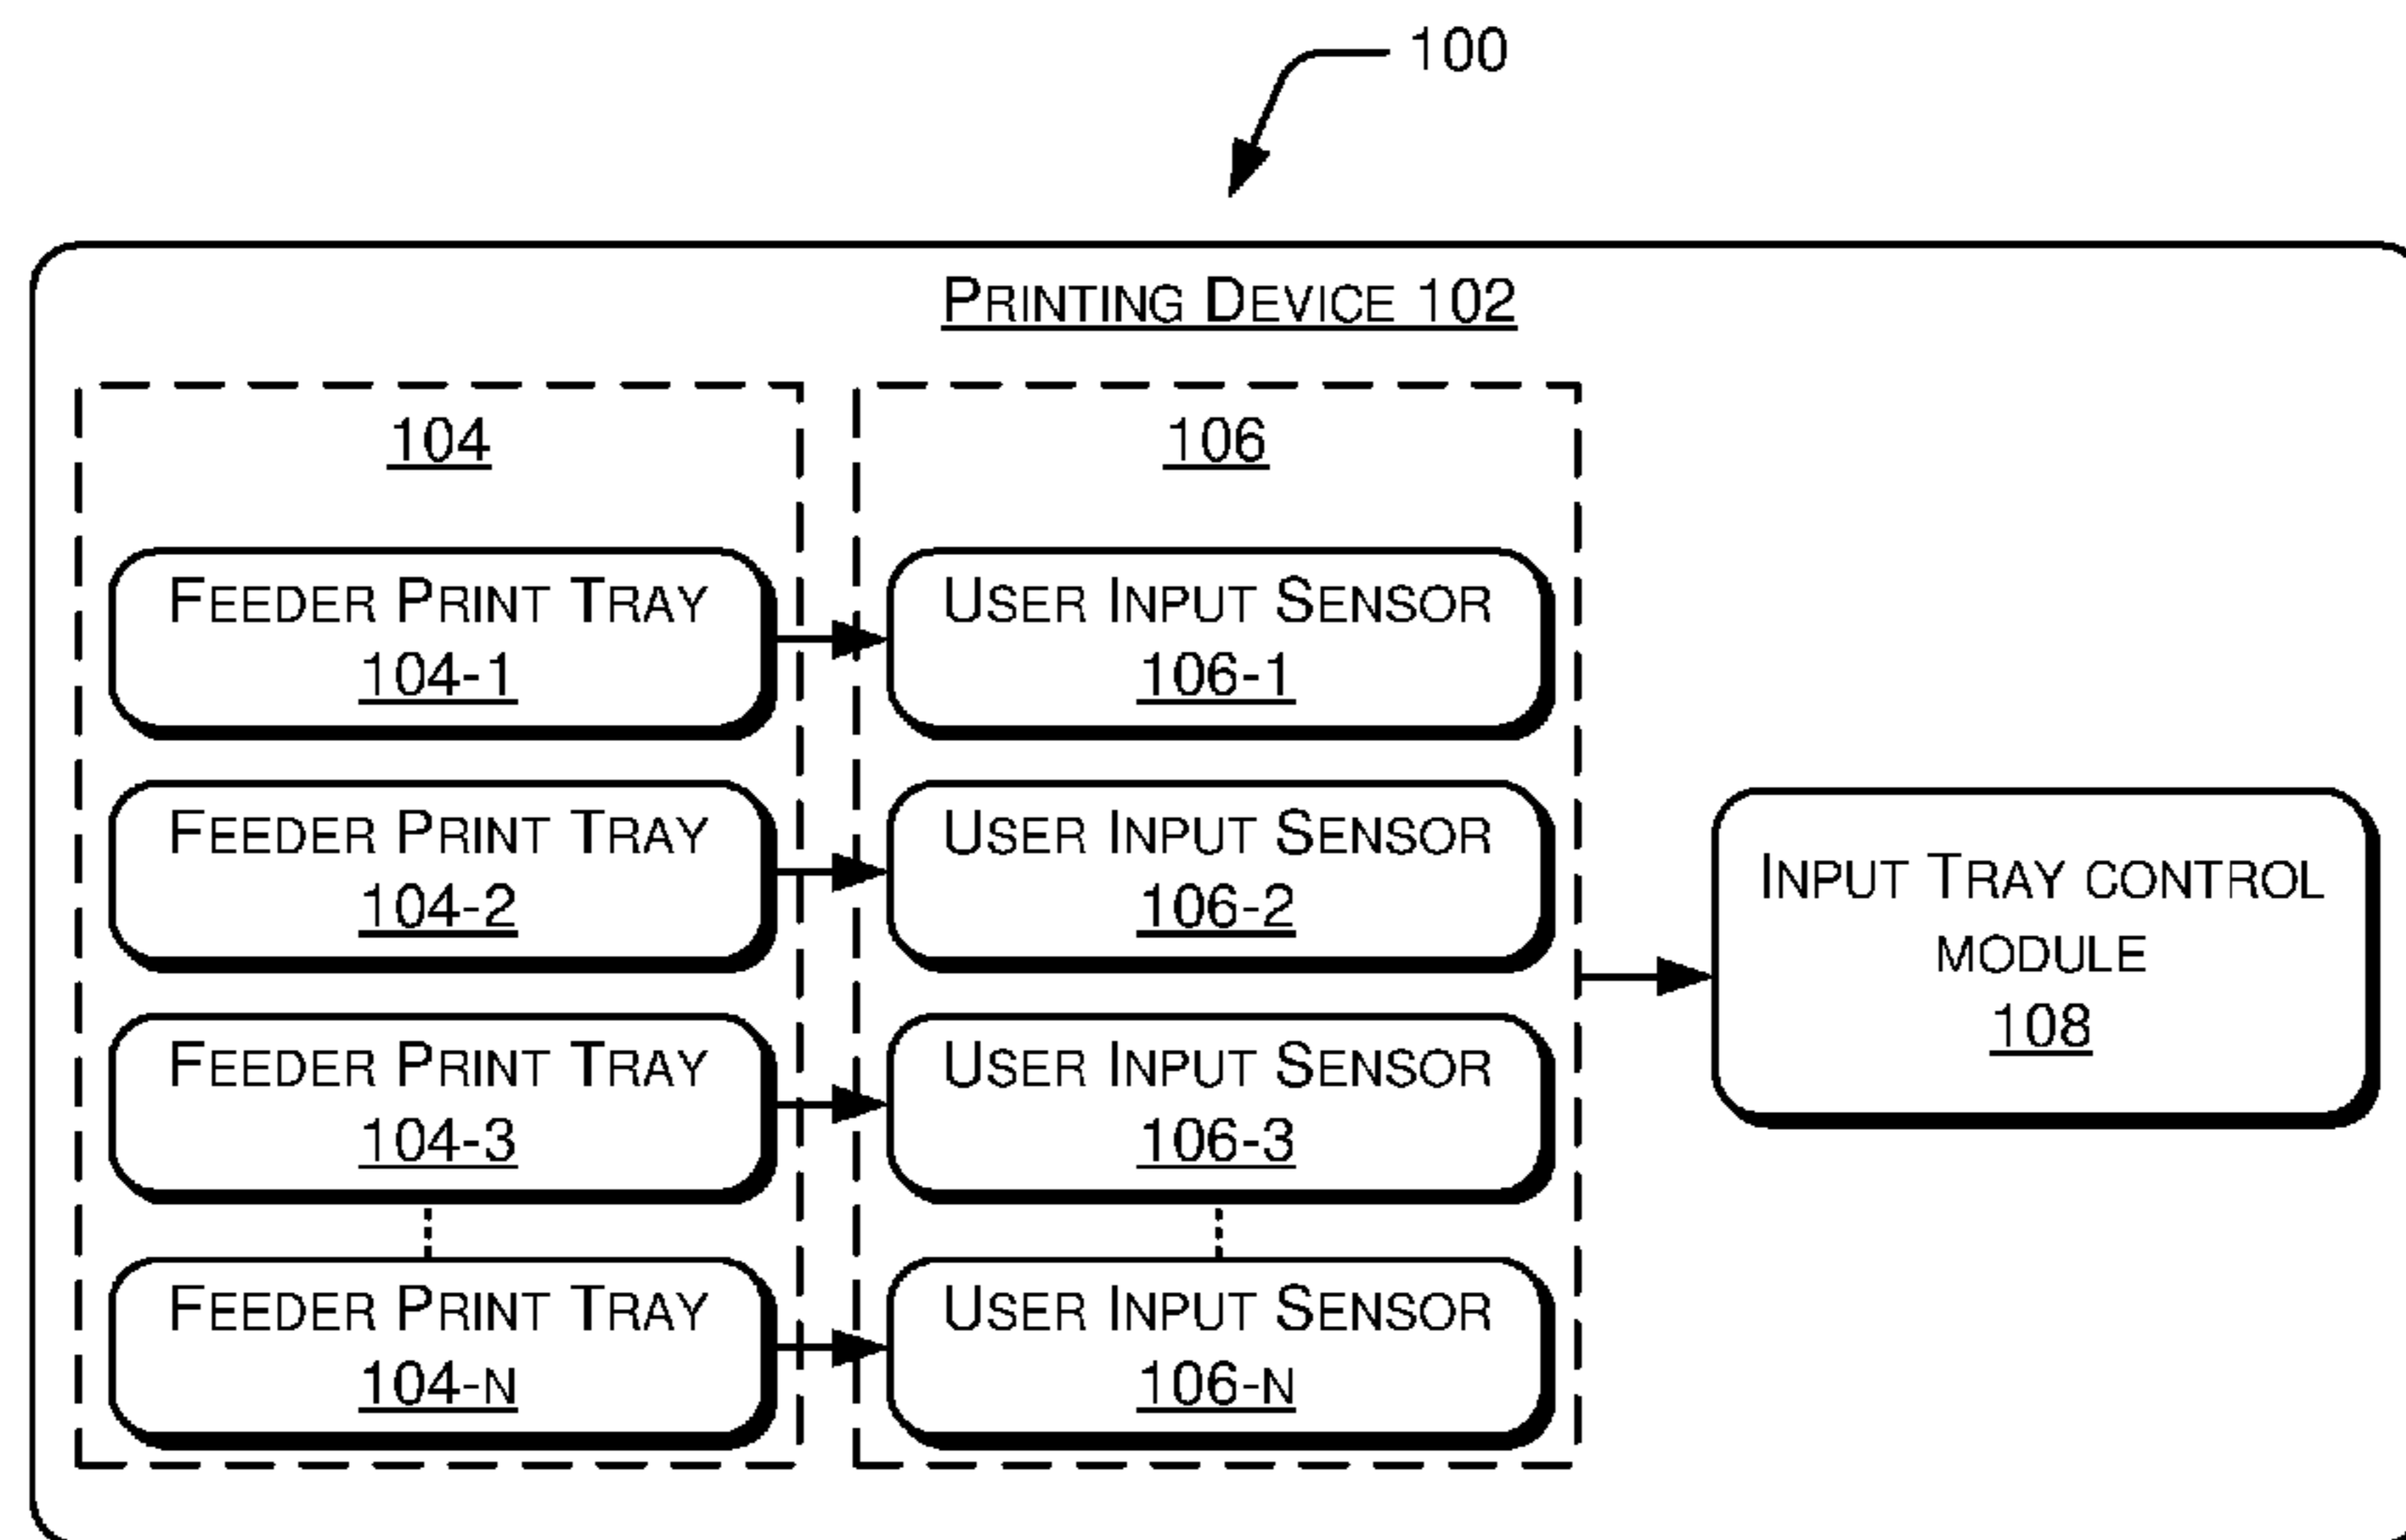 100
PRINTING DEVICE 102
104
106
FEEDER PRINT TRAY
104-1
USER INPUT SENSOR
106-1
FEEDER PRINT TRAY
104-2
USER INPUT SENSOR
106-2
INPUT TRAY CONTROL
MODULE
108
FEEDER PRINT TRAY
104-3
USER INPUT SENSOR
106-3
FEEDER PRINT TRAY
104-N
USER INPUT SENSOR
106-N